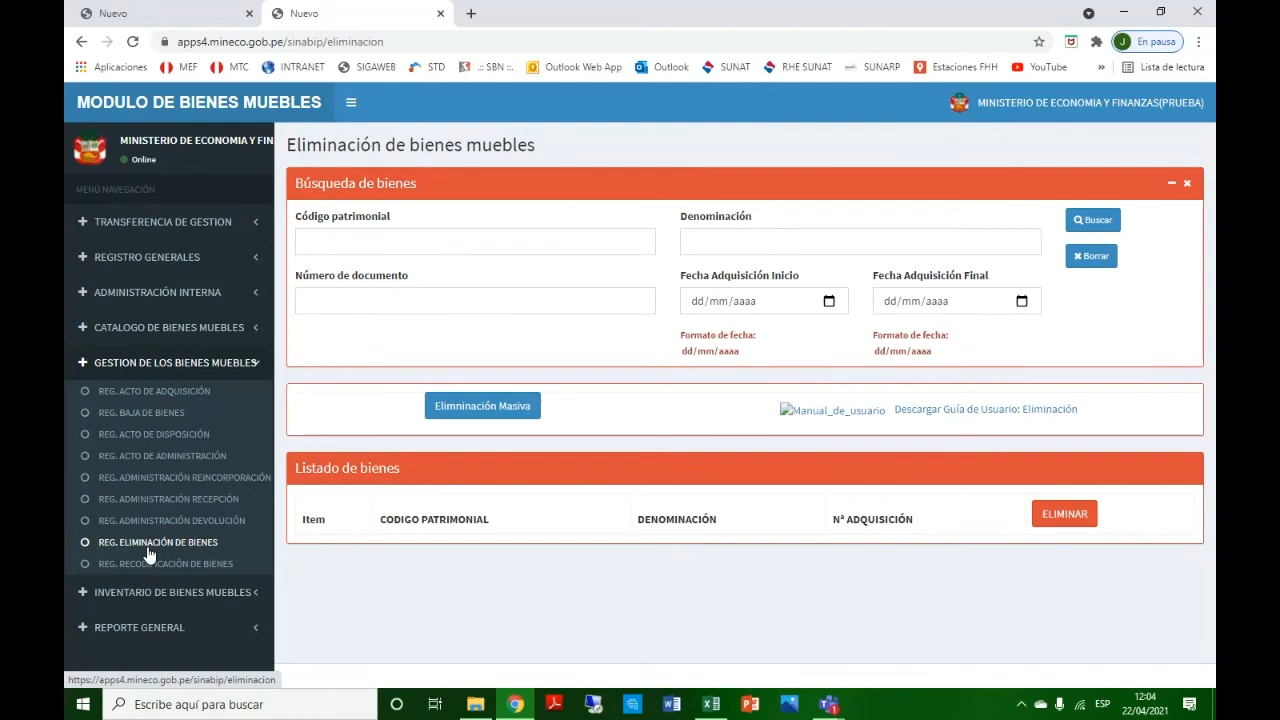 Nuevo
Nuevo
apps4.mineco.gob.pe/sinabip/eliminacion
J En pausa
Aplicaciones MEF MTC INTRANET SIGAWEB STD .:: SBN ::. Outlook Web App Outlook SUNAT RHE SUNAT SUNARP Estaciones FHH YouTube » Lista de lectura
MODULO DE BIENES MUEBLES
MINISTERIO DE ECONOMIA Y FINANZAS(PRUEBA)
MINISTERIO DE ECONOMIA Y FIN
Online
MENÚ NAVEGACIÓN
TRANSFERENCIA DE GESTION
REGISTRO GENERALES
ADMINISTRACIÓN INTERNA
CATALOGO DE BIENES MUEBLES
GESTION DE LOS BIENES MUEBLES
REG. ACTO DE ADQUISICIÓN
REG. BAJA DE BIENES
REG. ACTO DE DISPOSICIÓN
REG. ACTO DE ADMINISTRACIÓN
REG. ADMINISTRACIÓN REINCORPORACIÓN
REG. ADMINISTRACIÓN RECEPCIÓN
REG. ADMINISTRACIÓN DEVOLUCIÓN
REG. ELIMINACIÓN DE BIENES
REG. DE BIENES
INVENTARIO DE BIENES MUEBLES
REPORTE GENERAL
Eliminación de bienes muebles
Búsqueda de bienes
Código patrimonial
Denominación
Buscar
Borrar
Número de documento
Fecha Adquisición Inicio
Fecha Adquisición Final
dd/mm/aaaa
dd/mm/aaaa
Formato de fecha:
dd/mm/aaaa
Formato de fecha:
dd/mm/aaaa
Elimninación Masiva
Manual_de_usuario Descargar Guía de Usuario: Eliminación
Listado de bienes
Item CODIGO PATRIMONIAL DENOMINACIÓN Nª ADQUISICIÓN ELIMINAR
https://apps4.mineco.gob.pe/sinabip/eliminacion
Escribe aquí para buscar
ESP
12:04
22/04/2021